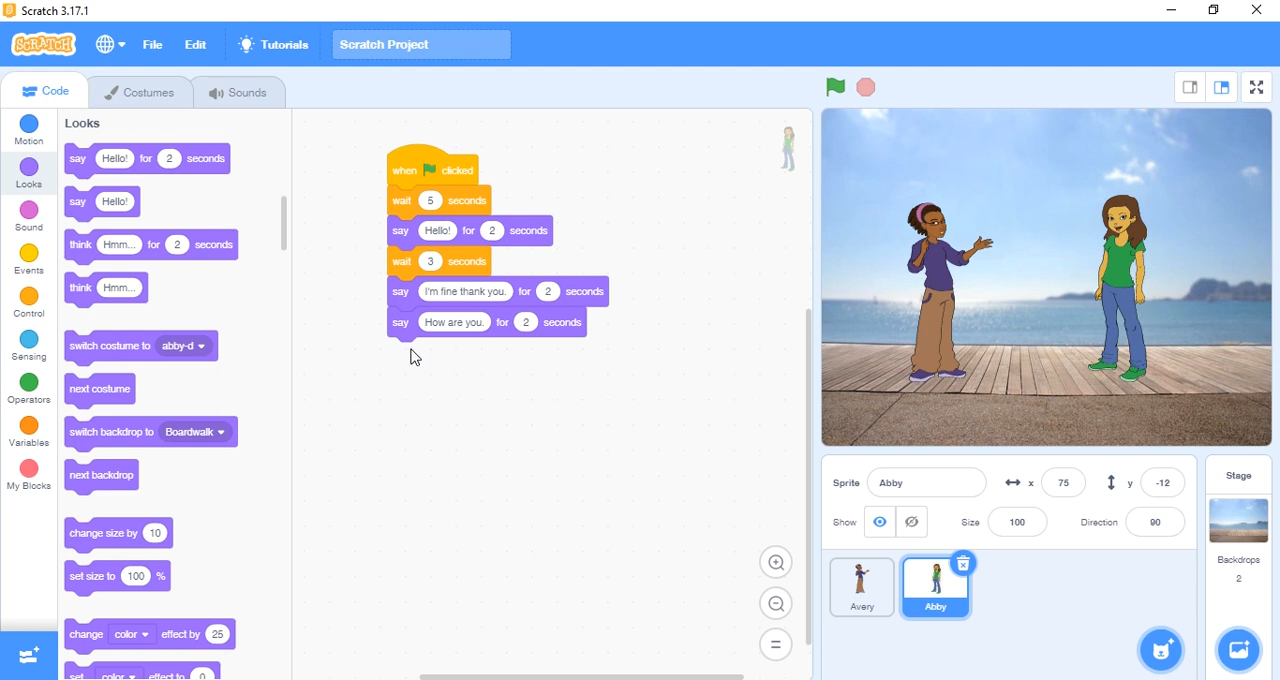 Scratch 3.17.1
SCRATCH File Edit Tutorials Scratch Project
Code Costumes Sounds
Motion
Looks
Sound
Events
Control
Sensing
Operators
Variables
My Blocks
Looks
say Hello! for 2 seconds
say Hello!
think Hmm... for 2 seconds
think Hmm...
switch costume to abby-d
next costume
switch backdrop to Boardwalk
next backdrop
change size by 10
set size to 100 %
change color effect by 25
set color effect to 0
when clicked
wait 5 seconds
say Hello! for 2 seconds
wait 3 seconds
say I'm fine thank you. for 2 seconds
say How are you. for 2 seconds
Sprite Abby x 75 y -12
Show Size 100 Direction 90
Avery
Abby
Stage
Backdrops
2